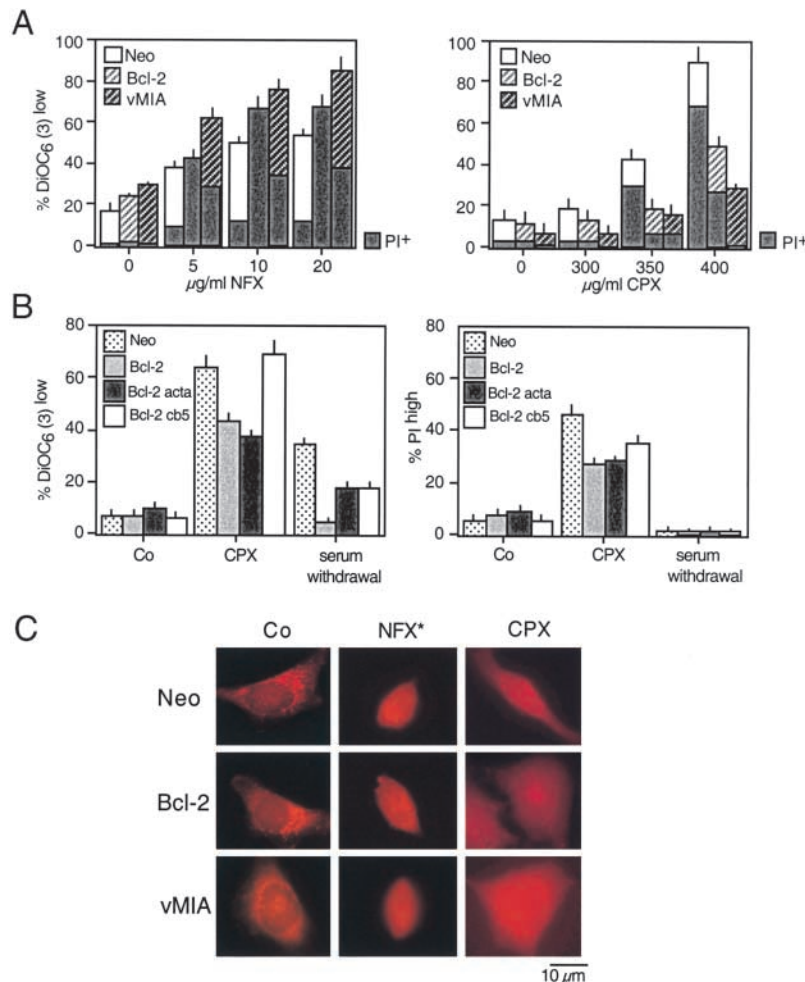 A
% DiOC6 (3) low
100
80
60
40
20
0
Neo
Bcl-2
vMIA
0 5 10 20
µg/ml NFX
PI+
% DiOC6 (3) low
100
80
60
40
20
0
Neo
Bcl-2
vMIA
0 300 350 400
µg/ml CPX
PI+
B
% DiOC6 (3) low
80
60
40
20
0
Neo
Bcl-2
Bcl-2 acta
Bcl-2 cb5
Co CPX serum
withdrawal
% PI high
80
60
40
20
0
Neo
Bcl-2
Bcl-2 acta
Bcl-2 cb5
Co CPX serum
withdrawal
C
Co NFX* CPX
Neo
Bcl-2
vMIA
10 µm